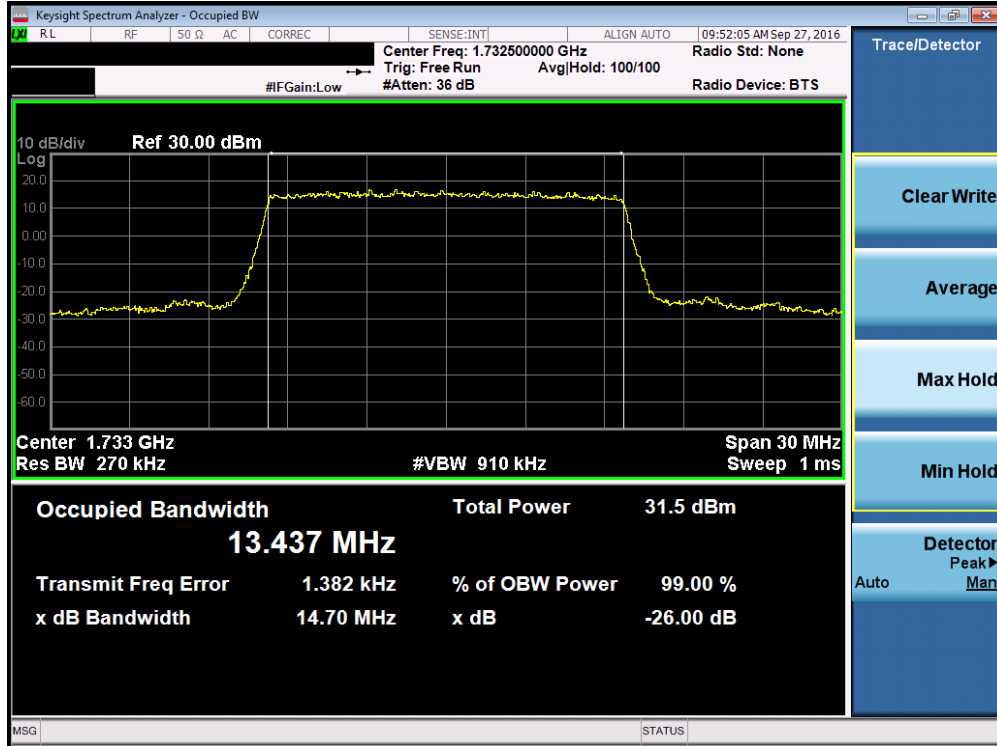 Keysight Spectrum Analyzer - Occupied BW
LXI RL RF 50 Ω AC CORREC SENSE:INT ALIGN AUTO 09:52:05 AM Sep 27, 2016
Center Freq: 1.732500000 GHz Radio Std: None
Trig: Free Run Avg|Hold: 100/100
#IFGain:Low #Atten: 36 dB Radio Device: BTS
10 dB/div Ref 30.00 dBm
Log
20.0
10.0
0.00
-10.0
-20.0
-30.0
-40.0
-50.0
-60.0
Center 1.733 GHz Span 30 MHz
Res BW 270 kHz #VBW 910 kHz Sweep 1 ms
Occupied Bandwidth Total Power 31.5 dBm
13.437 MHz
Transmit Freq Error 1.382 kHz % of OBW Power 99.00 %
x dB Bandwidth 14.70 MHz x dB -26.00 dB
MSG STATUS
Trace/Detector
Clear Write
Average
Max Hold
Min Hold
Detector
Peak▶
Auto Man